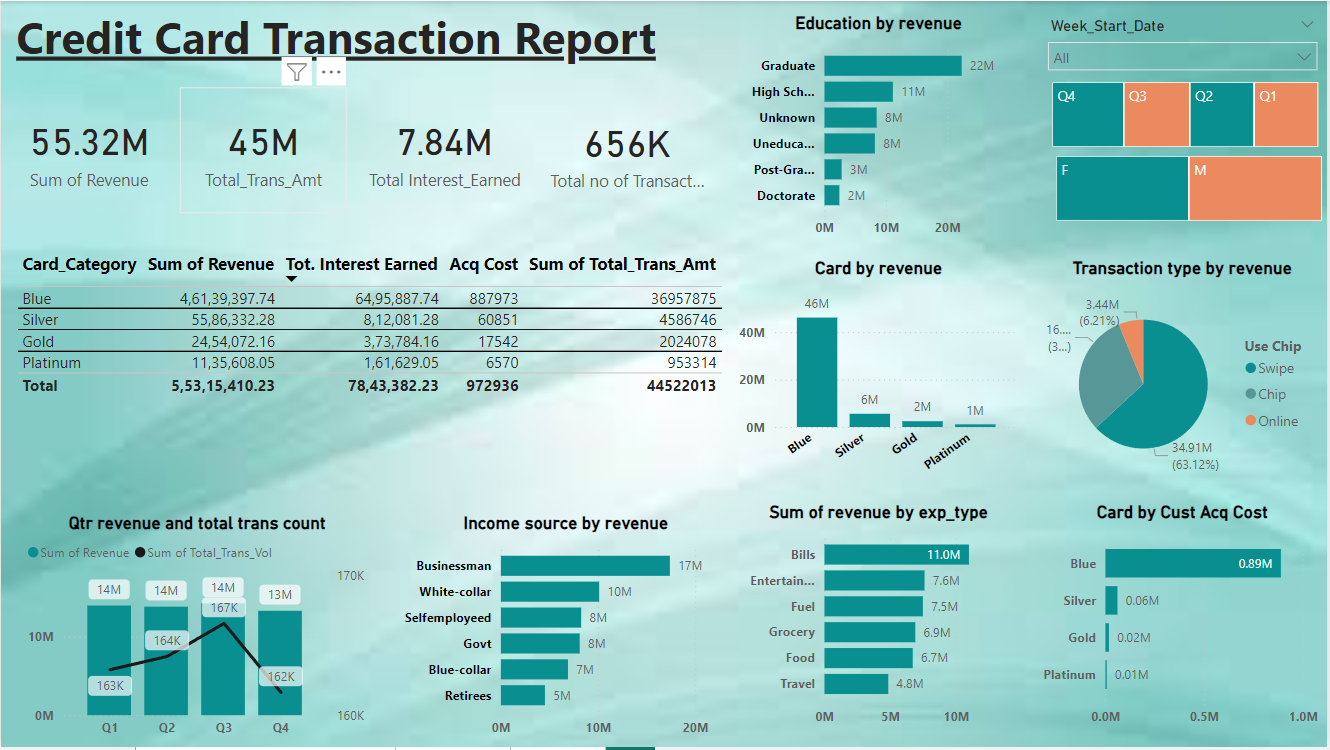 Credit Card Transaction Report
55.32M
Sum of Revenue
45M
Total_Trans_Amt
7.84M
Total Interest_Earned
656K
Total no of Transact...
Card_Category Sum of Revenue Tot. Interest Earned Acq Cost Sum of Total_Trans_Amt
Blue 4,61,39,397.74 64,95,887.74 887973 36957875
Silver 55,86,332.28 8,12,081.28 60851 4586746
Gold 24,54,072.16 3,73,784.16 17542 2024078
Platinum 11,35,608.05 1,61,629.05 6570 953314
Total 5,53,15,410.23 78,43,382.23 972936 44522013
Education by revenue
Graduate 22M
High Sch... 11M
Unknown 8M
Uneduca... 8M
Post-Gra... 3M
Doctorate 2M
0M 10M 20M
Week_Start_Date
All
Q4 Q3 Q2 Q1
F M
Card by revenue
46M
40M
6M
20M
2M
1M
0M
Blue Silver Gold Platinum
Transaction type by revenue
3.44M
(6.21%)
16....
(3...)
34.91M
(63.12%)
Use Chip
Swipe
Chip
Online
Qtr revenue and total trans count
Sum of Revenue Sum of Total_Trans_Vol
170K
14M 14M 14M 13M
167K
10M
164K
162K
163K
0M 160K
Q1 Q2 Q3 Q4
Income source by revenue
Businessman 17M
White-collar 10M
Selfemployeed 8M
Govt 8M
Blue-collar 7M
Retirees 5M
0M 10M 20M
Sum of revenue by exp_type
Bills 11.0M
Entertain... 7.6M
Fuel 7.5M
Grocery 6.9M
Food 6.7M
Travel 4.8M
0M 5M 10M
Card by Cust Acq Cost
Blue 0.89M
Silver 0.06M
Gold 0.02M
Platinum 0.01M
0.0M 0.5M 1.0M